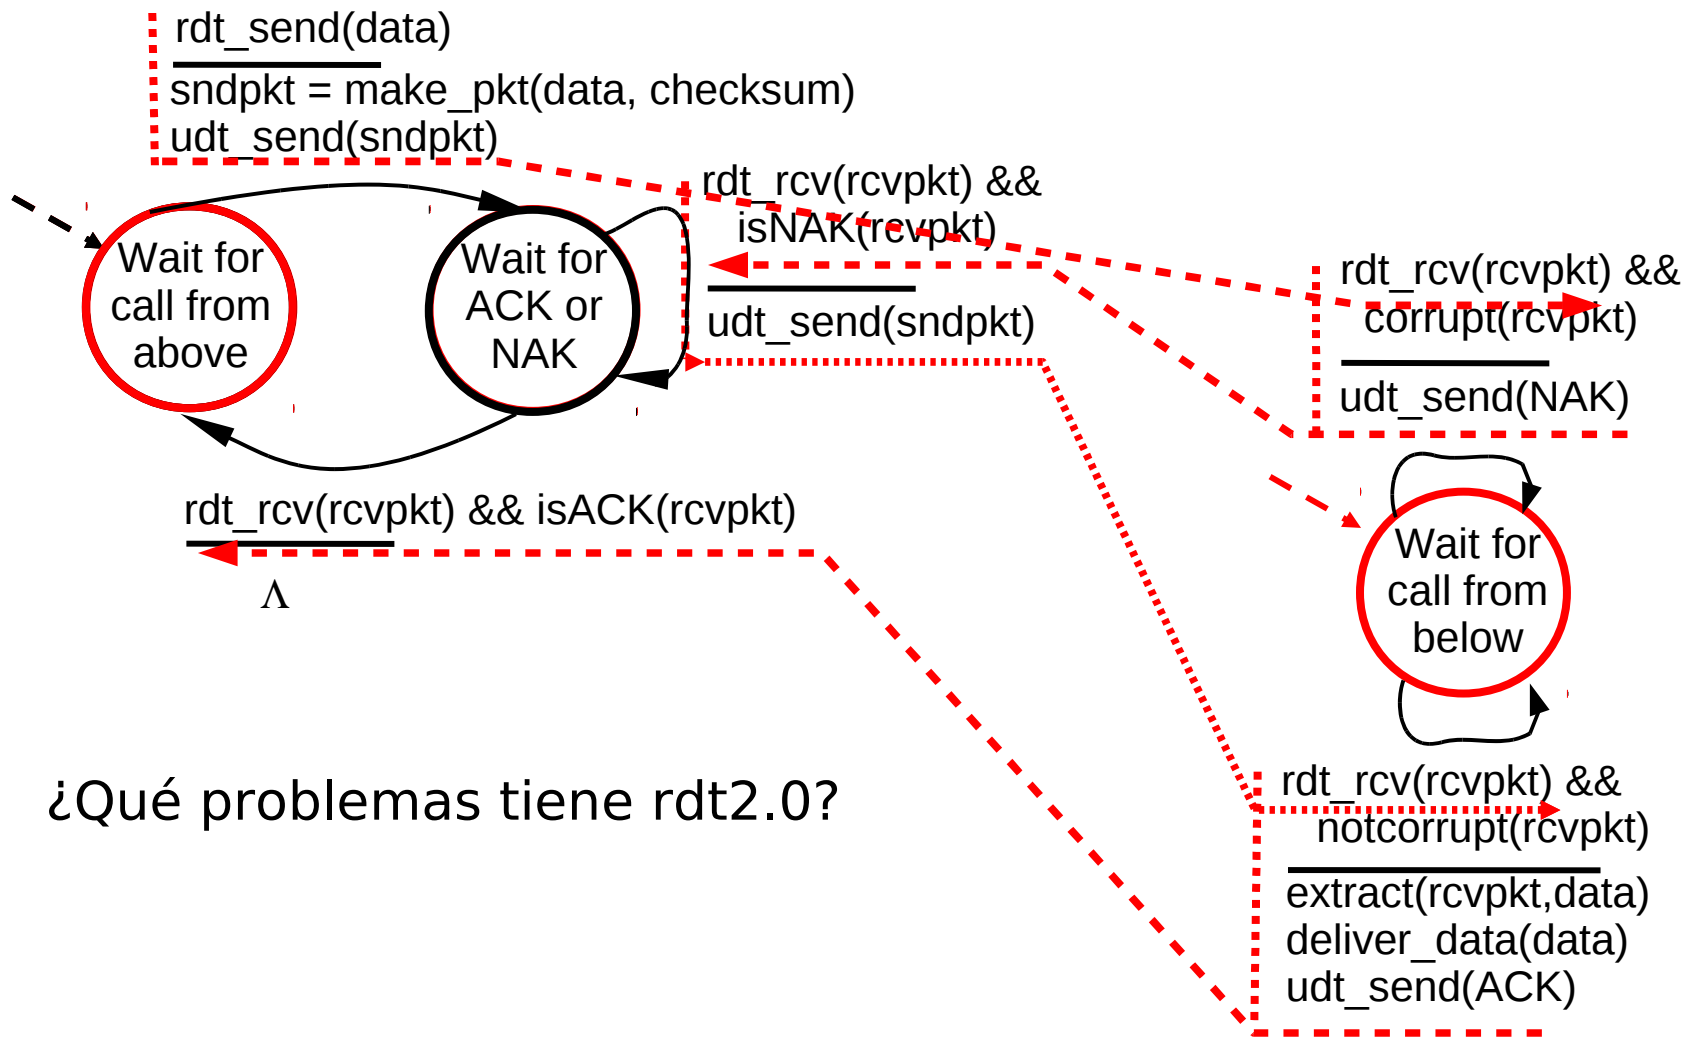 rdt_send(data)
sndpkt = make_pkt(data, checksum)
udt_send(sndpkt)
rdt_rcv(rcvpkt) &&
isNAK(rcvpkt)
udt_send(sndpkt)
rdt_rcv(rcvpkt) &&
corrupt(rcvpkt)
udt_send(NAK)
Wait for
call from
above
Wait for
ACK or
NAK
rdt_rcv(rcvpkt) && isACK(rcvpkt)
Λ
Wait for
call from
below
¿Qué problemas tiene rdt2.0?
rdt_rcv(rcvpkt) &&
notcorrupt(rcvpkt)
extract(rcvpkt,data)
deliver_data(data)
udt_send(ACK)